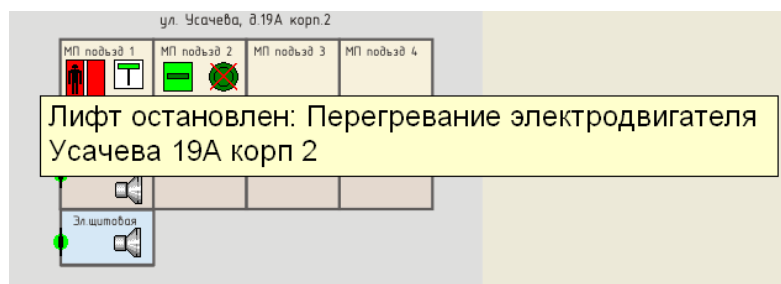 ул. Усачева, д.19А корп.2
МП подъезд 1 МП подъезд 2 МП подъезд 3 МП подъезд 4
Лифт остановлен: Перегревание электродвигателя
Усачева 19А корп 2
Эл.щитовая